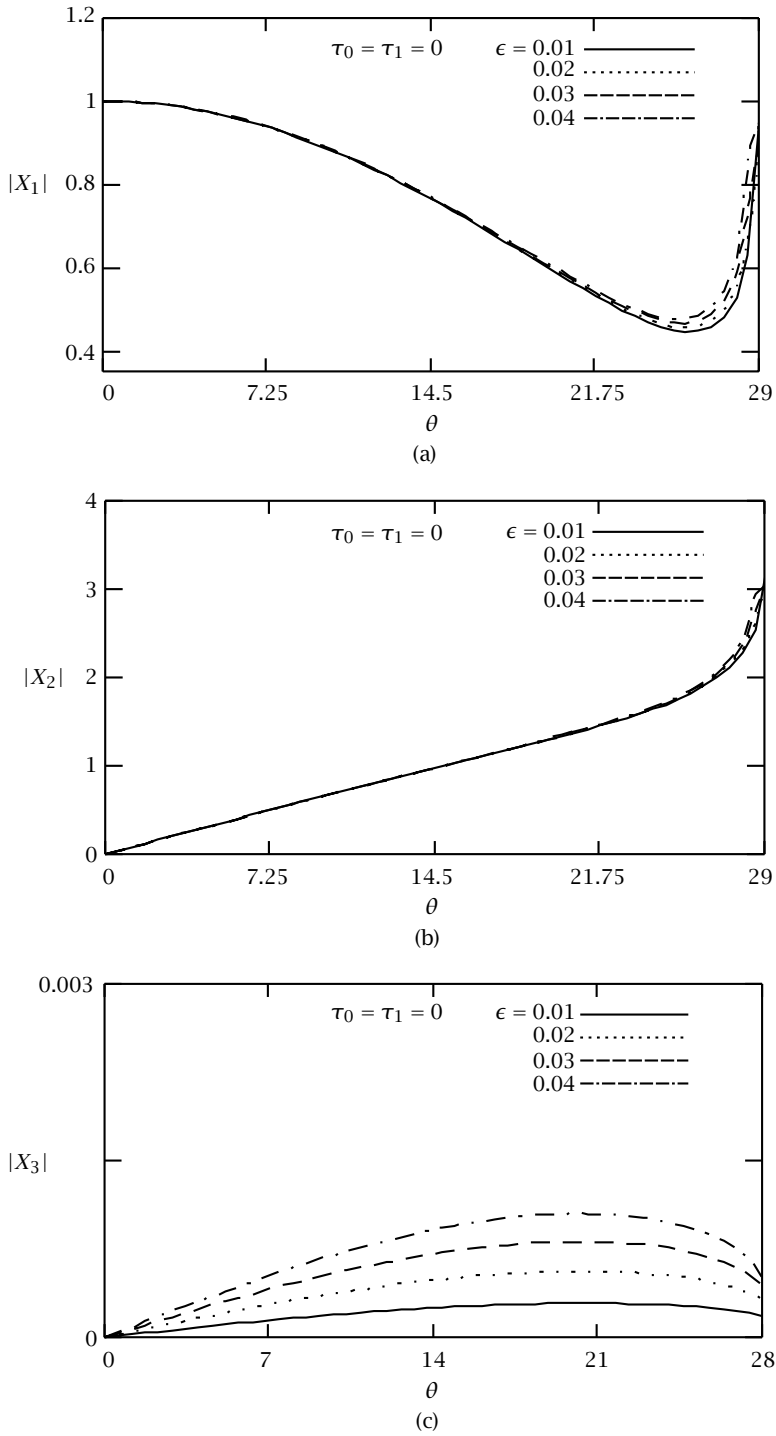 1.2
τ0 = τ1 = 0
ϵ = 0.01
0.02
0.03
0.04
1
|X1|
0.8
0.6
0.4
0 7.25 14.5 21.75 29
θ
(a)
4
τ0 = τ1 = 0
ϵ = 0.01
0.02
0.03
0.04
3
|X2|
2
1
0
0 7.25 14.5 21.75 29
θ
(b)
0.003
τ0 = τ1 = 0
ϵ = 0.01
0.02
0.03
0.04
|X3|
0
0 7 14 21 28
θ
(c)